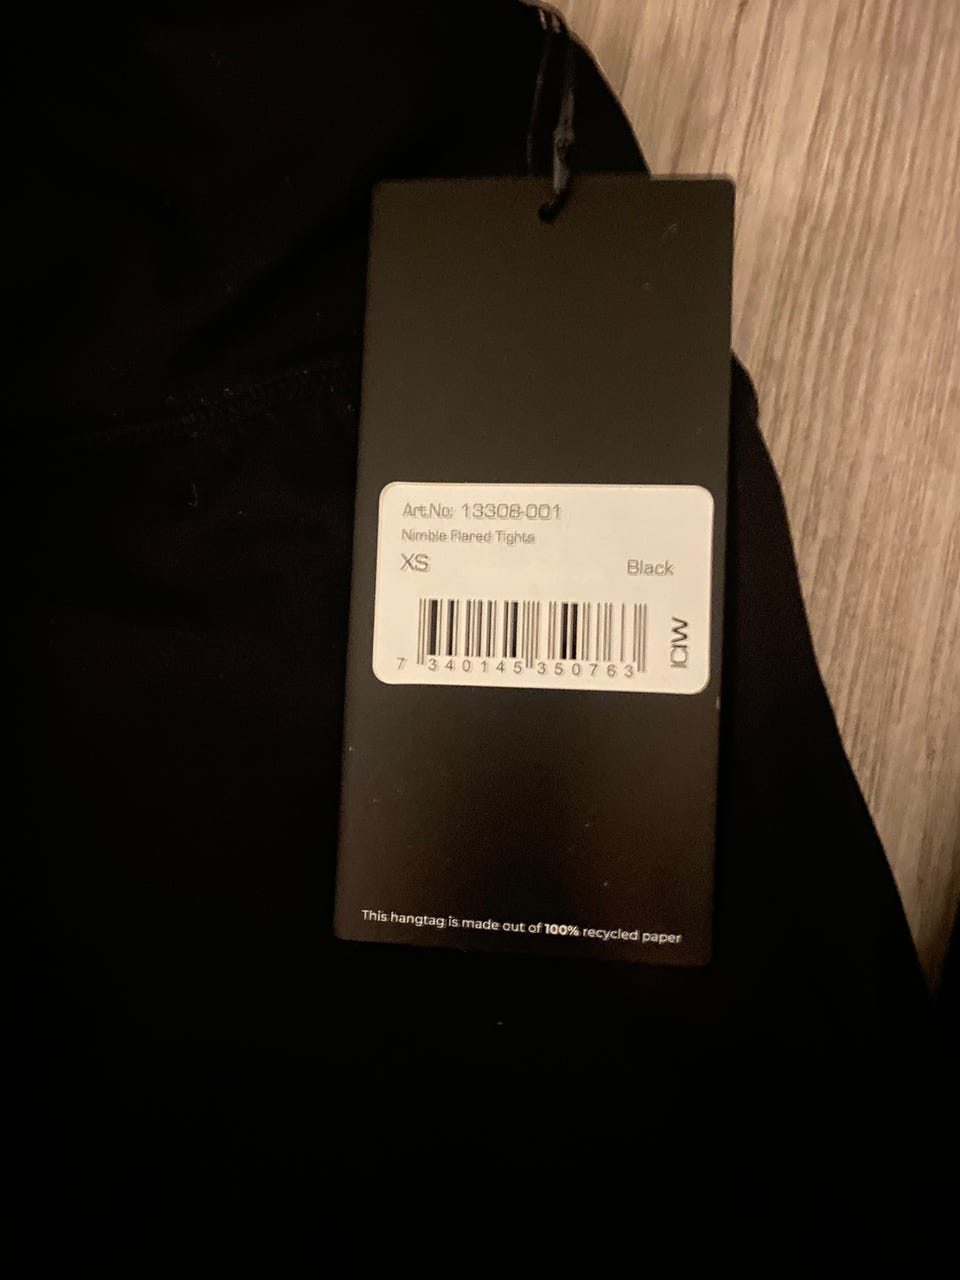 Art.No: 13308-001
Nimble Flared Tights
XS Black
7 340145 350763
ICIW
This hangtag is made out of 100% recycled paper